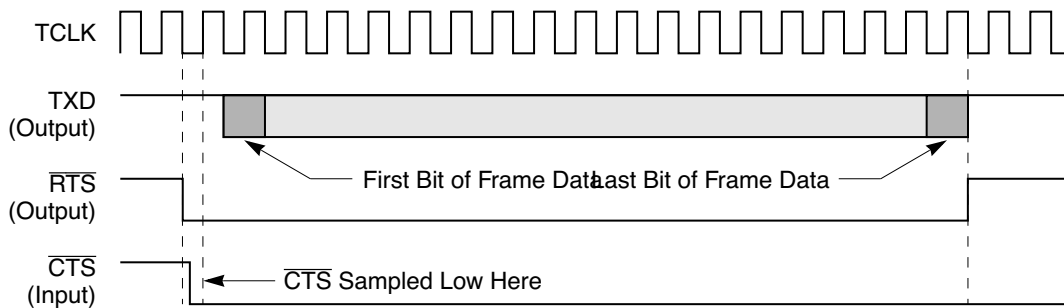 TCLK
TXD
(Output)
First Bit of Frame Data
Last Bit of Frame Data
RTS
(Output)
CTS
(Input)
CTS Sampled Low Here